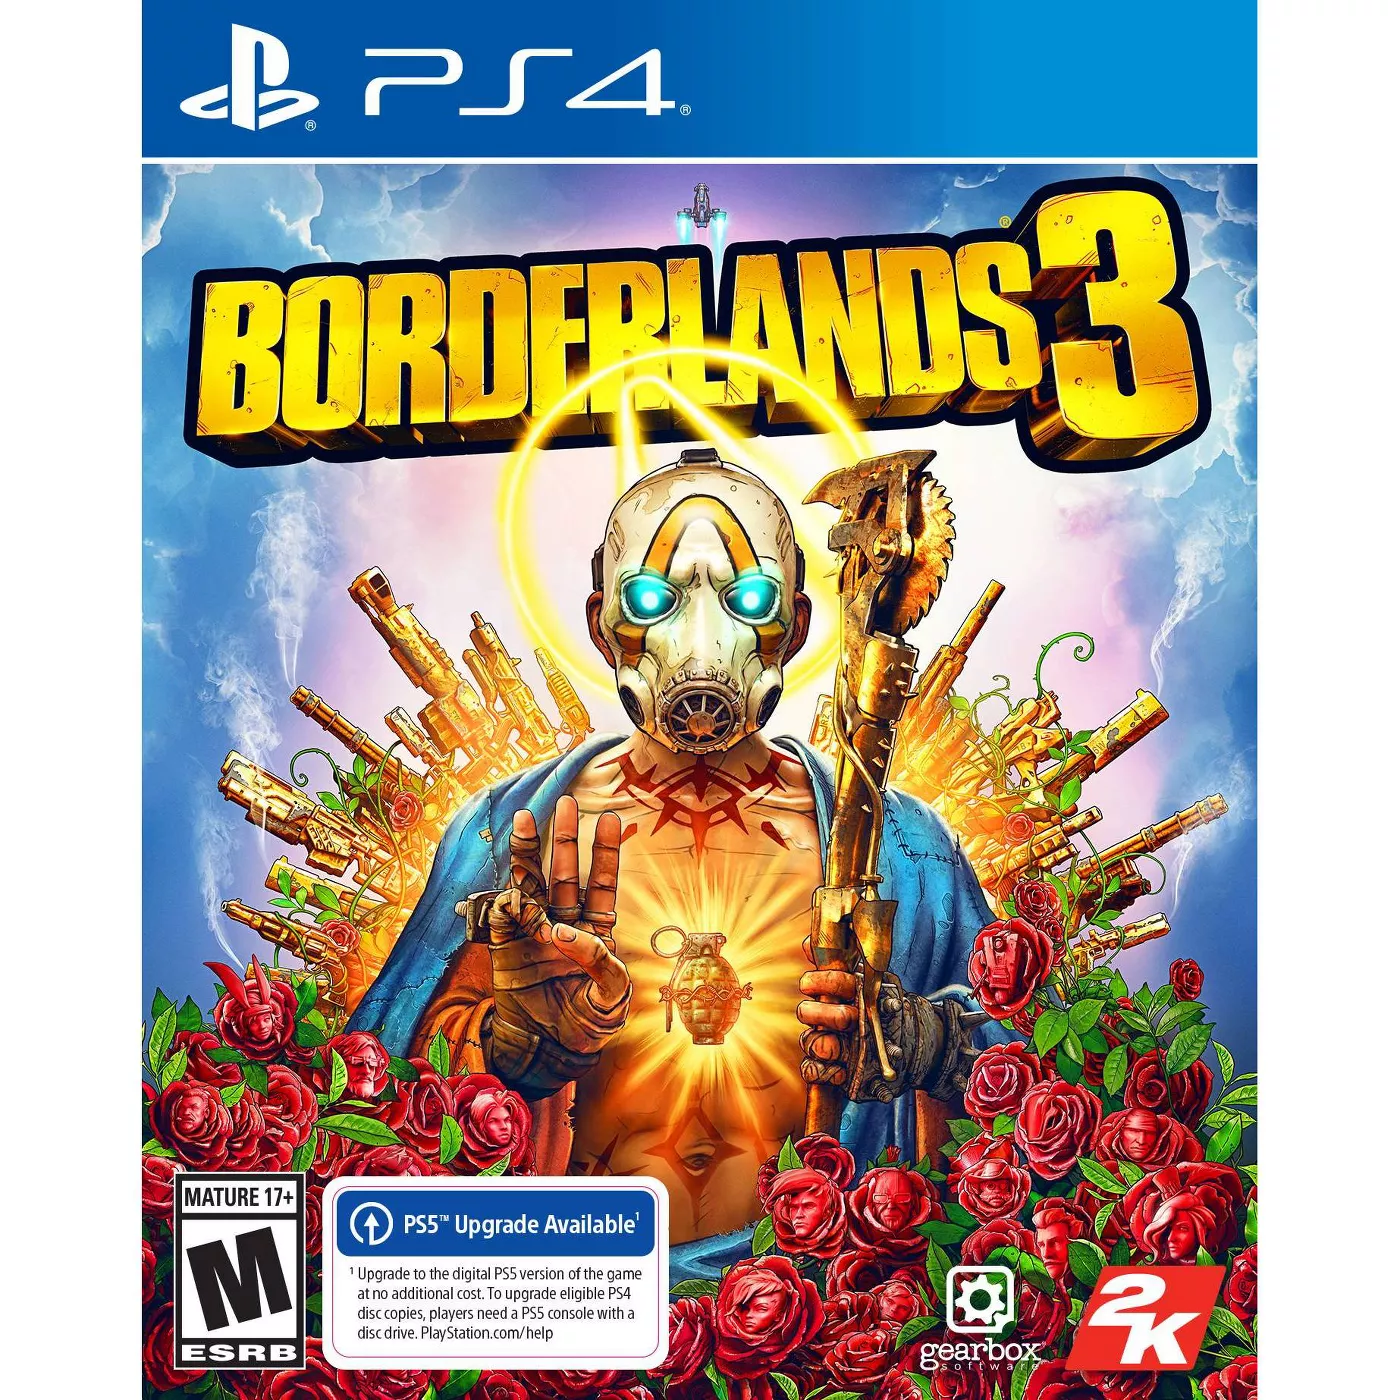 PS4
BORDERLANDS 3
MATURE 17+
M
ESRB
PS5™ Upgrade Available¹
¹ Upgrade to the digital PS5 version of the game
at no additional cost. To upgrade eligible PS4
disc copies, players need a PS5 console with a
disc drive. PlayStation.com/help
gearbox
software
2K